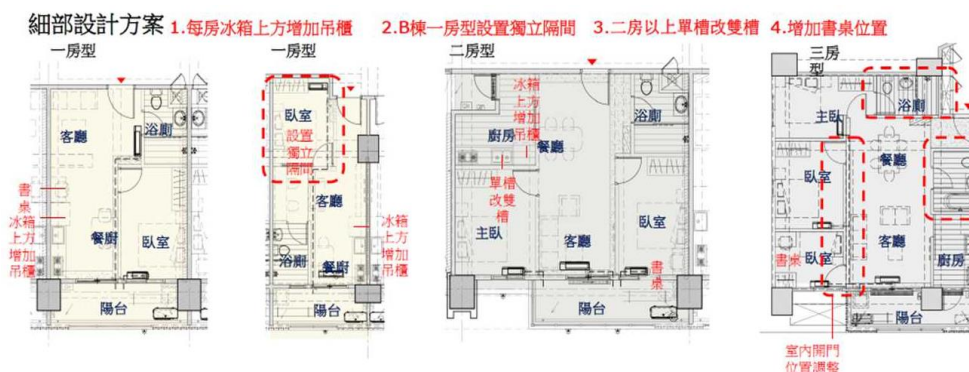 細部設計方案 1.每房冰箱上方增加吊櫃 2.B棟一房型設置獨立隔間 3.二房以上單槽改雙槽 4.增加書桌位置
一房型
客廳
浴廁
書桌
冰箱上方增加吊櫃
餐廚
臥室
陽台
一房型
臥室
設置獨立隔間
客廳
冰箱上方增加吊櫃
浴廁
餐廚
陽台
二房型
冰箱上方增加吊櫃
廚房
餐廳
單槽改雙槽
主臥
客廳
臥室
書桌
陽台
三房型
主臥
浴廁
餐廳
客廳
書桌
臥室
廚房
陽台
室內開門位置調整